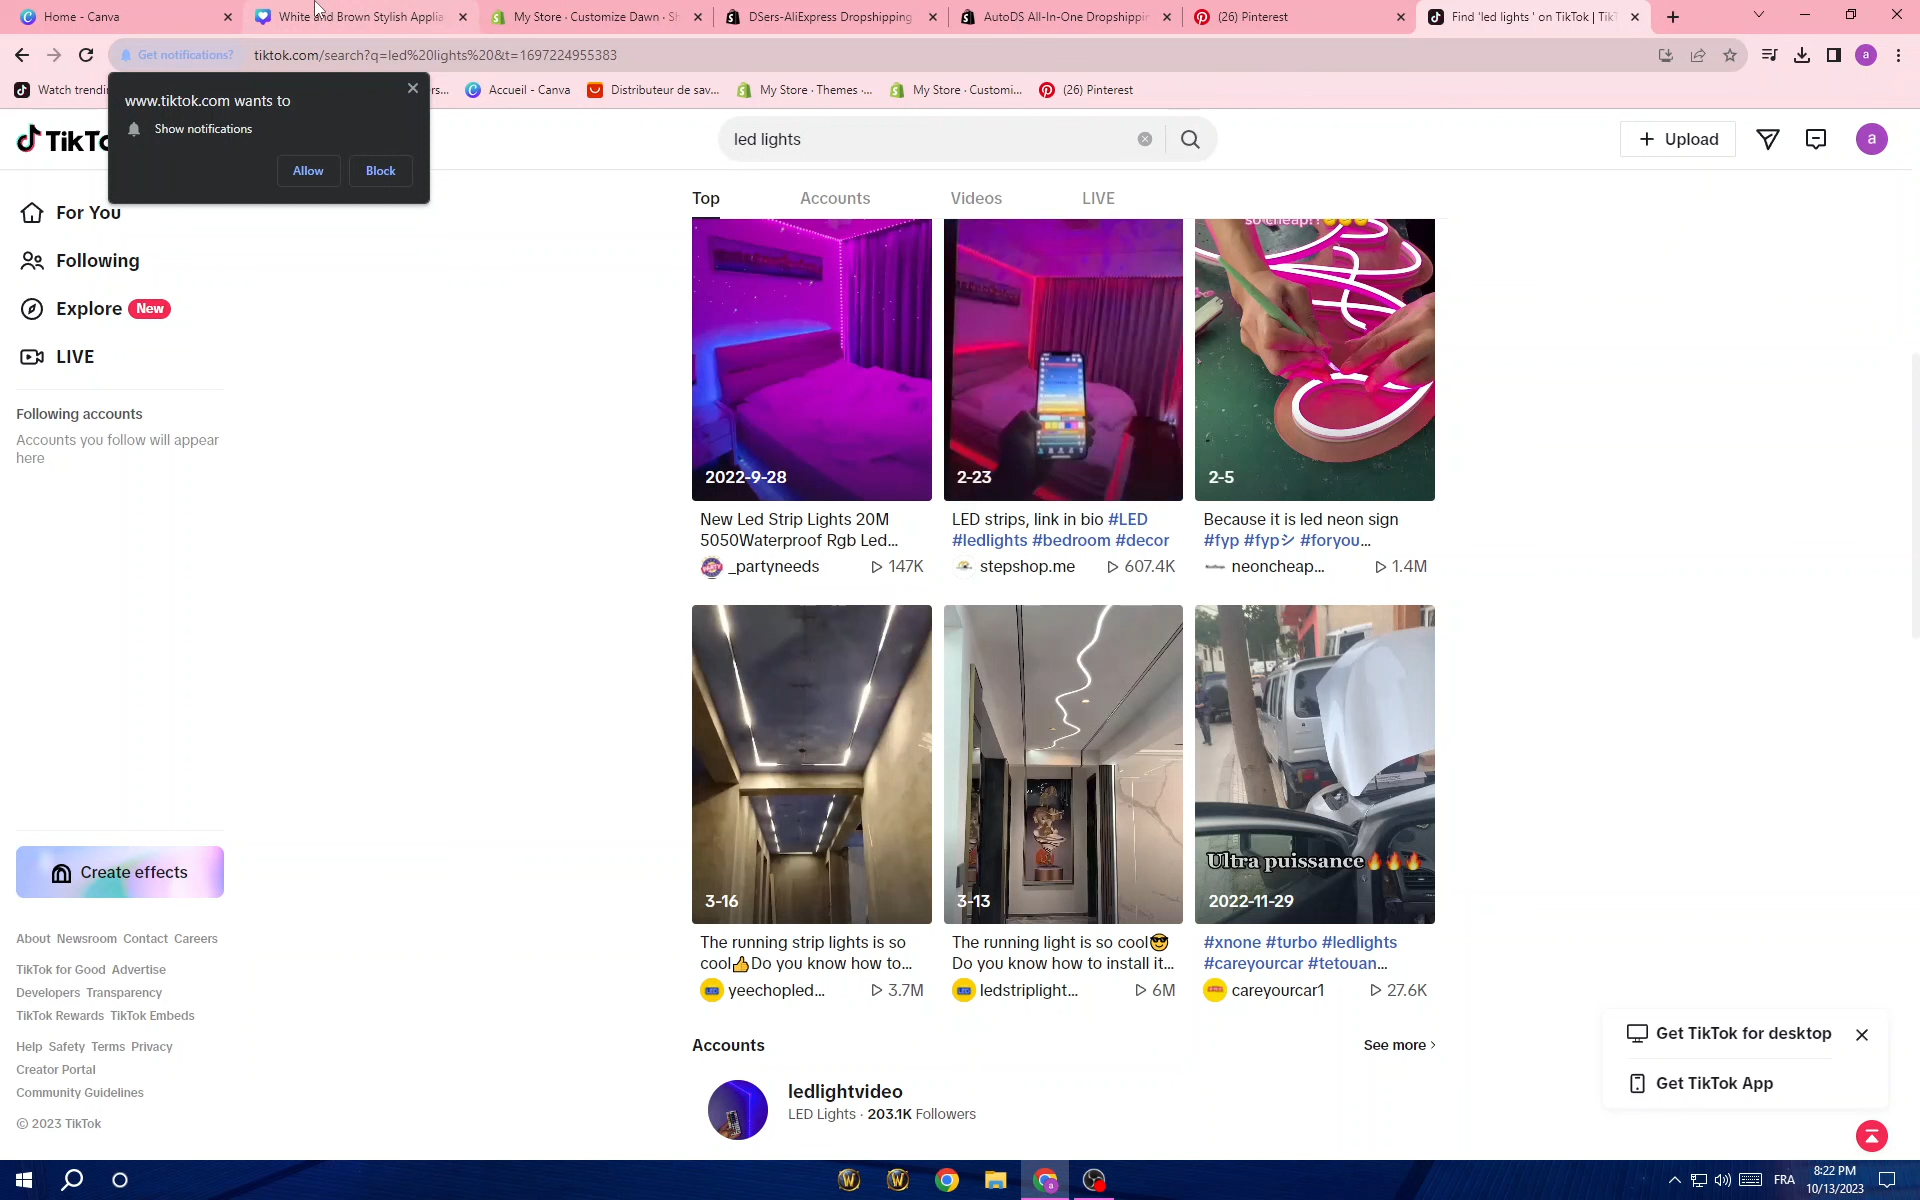 Home - Canva
White and Brown Stylish Applia
My Store · Customize Dawn · Sh
DSers-AliExpress Dropshipping
AutoDS All-In-One Dropshippin
(26) Pinterest
Find 'led lights ' on TikTok | Tik
Get notifications?
tiktok.com/search?q=led%20lights%20&t=1697224955383
a
Watch trendin
rs...
Accueil - Canva
Distributeur de sav...
My Store · Themes ·...
My Store · Customi...
(26) Pinterest
www.tiktok.com wants to
Show notifications
Allow
Block
TikTo
led lights
Upload
a
Top
Accounts
Videos
LIVE
For You
Following
Explore New
LIVE
Following accounts
Accounts you follow will appear
here
Create effects
About Newsroom Contact Careers
TikTok for Good Advertise
Developers Transparency
TikTok Rewards TikTok Embeds
Help Safety Terms Privacy
Creator Portal
Community Guidelines
© 2023 TikTok
2022-9-28
New Led Strip Lights 20M
5050Waterproof Rgb Led...
_partyneeds
147K
2-23
LED strips, link in bio #LED
#ledlights #bedroom #decor
stepshop.me
607.4K
so cheap?!
2-5
Because it is led neon sign
#fyp #fypシ #foryou...
neoncheap...
1.4M
3-16
The running strip lights is so
cool👍Do you know how to...
yeechopled...
3.7M
3-13
The running light is so cool😎
Do you know how to install it...
ledstriplight...
6M
Ultra puissance🔥🔥🔥
2022-11-29
#xnone #turbo #ledlights
#careyourcar #tetouan...
careyourcar1
27.6K
Accounts
See more
ledlightvideo
LED Lights · 203.1K Followers
Get TikTok for desktop
Get TikTok App
FRA
8:22 PM
10/13/2023